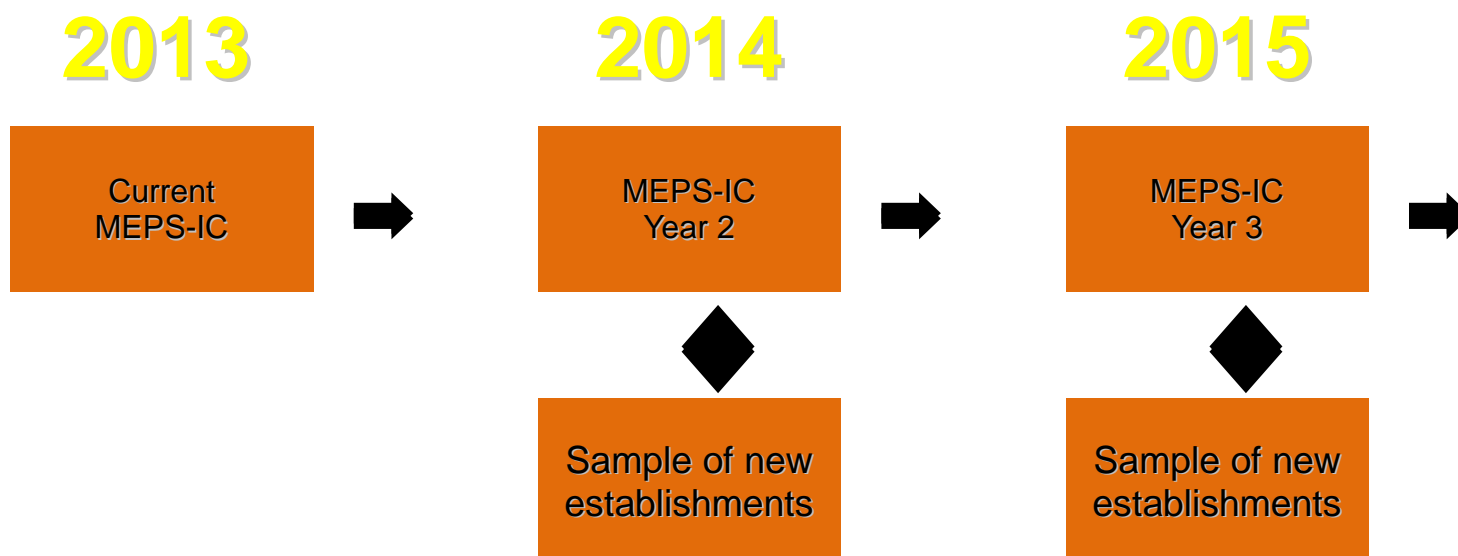 2013
2014
2015
Current
MEPS-IC
MEPS-IC
Year 2
MEPS-IC
Year 3
Sample of new
establishments
Sample of new
establishments